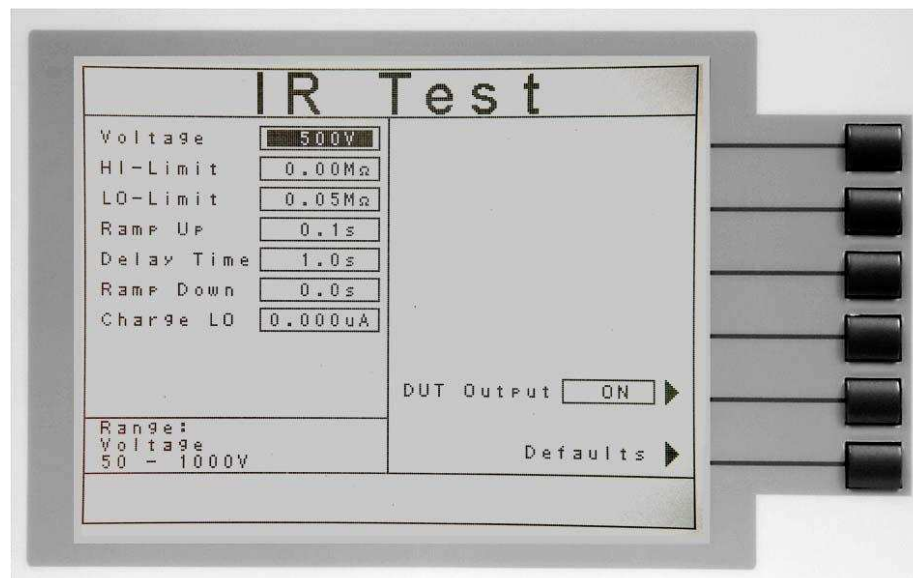 IR Test
Voltage 500V
HI-Limit 0.00MΩ
LO-Limit 0.05MΩ
Ramp Up 0.1s
Delay Time 1.0s
Ramp Down 0.0s
Charge LO 0.000uA
DUT Output ON
Range:
Voltage
50 - 1000V
Defaults